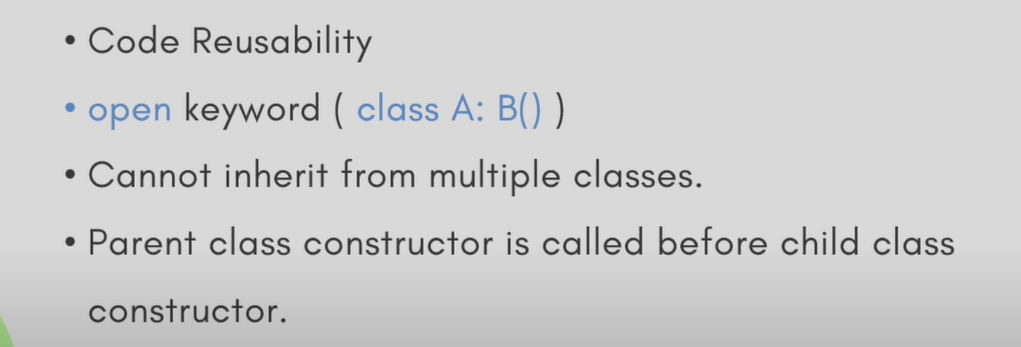 • Code Reusability
• open keyword ( class A: B() )
• Cannot inherit from multiple classes.
• Parent class constructor is called before child class
constructor.